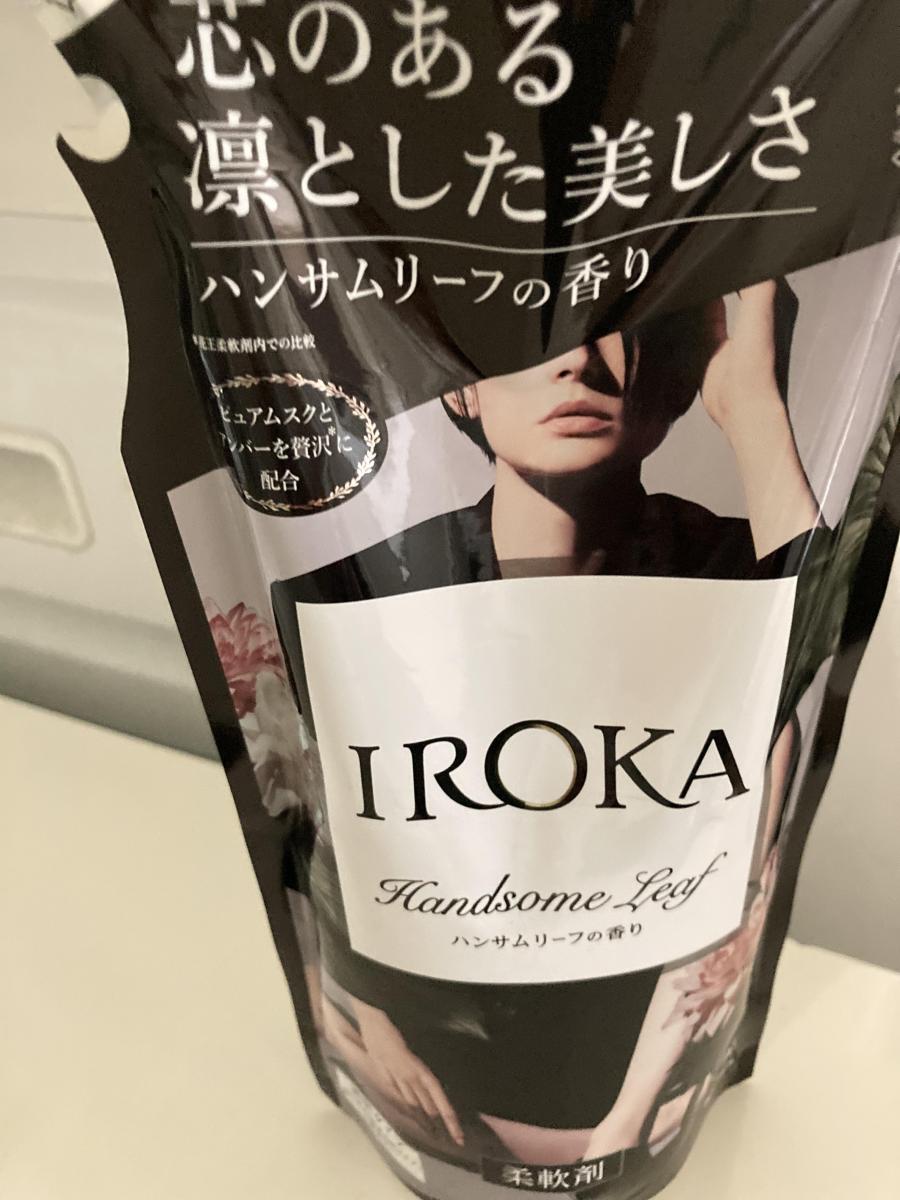 芯のある
凛とした美しさ
ハンサムリーフの香り
*花王柔軟剤内での比較
ピュアムスクと
アンバーを贅沢*に
配合
IROKA
Handsome Leaf
ハンサムリーフの香り
柔軟剤